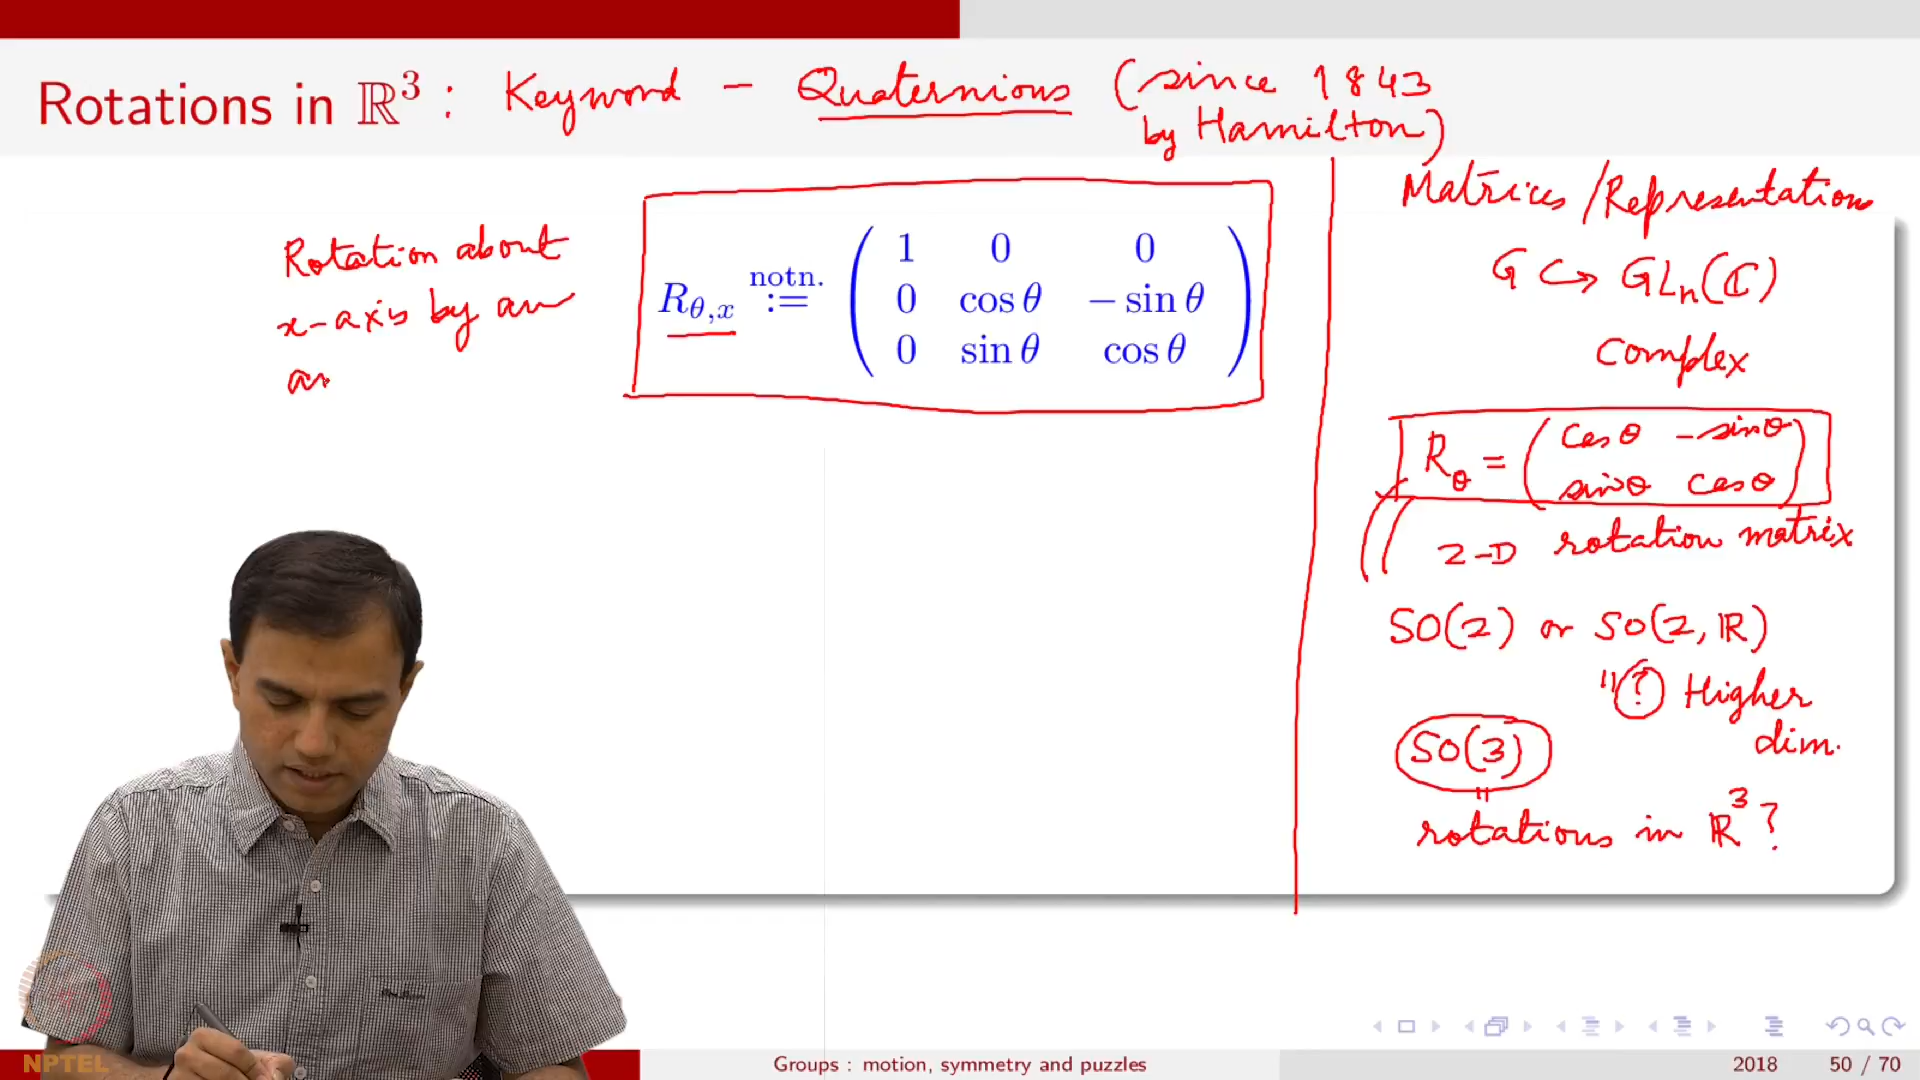 Rotations in ℝ³ : Keyword – Quaternions (since 1843
by Hamilton)
Rotation about
x-axis by an
an
R_{θ,x} notn. :=
1 0 0
0 cos θ − sin θ
0 sin θ cos θ
Matrices / Representation
G ↪ GLₙ(ℂ)
Complex
R_θ = ( cos θ −sin θ
sin θ cos θ )
2-D rotation matrix
SO(2) or SO(2, ℝ)
" ? Higher
dim.
SO(3)
"
rotations in ℝ³ ?
NPTEL
Groups : motion, symmetry and puzzles
2018 50 / 70